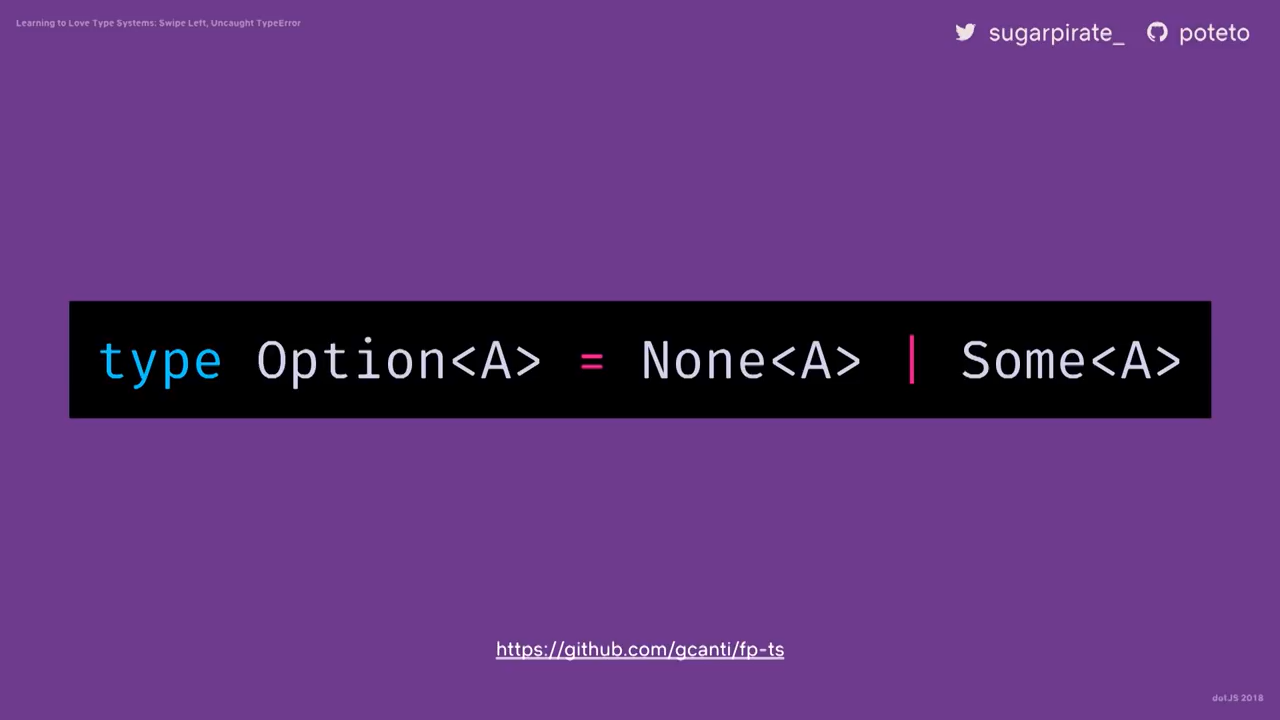 Learning to Love Type Systems: Swipe Left, Uncaught TypeError
sugarpirate_ poteto
type Option<A> = None<A> | Some<A>
https://github.com/gcanti/fp-ts
dotJS 2018